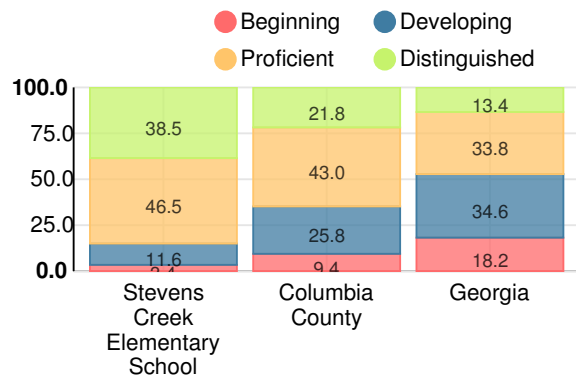 Beginning
Developing
Proficient
Distinguished
100.0
75.0
50.0
25.0
0.0
38.5
46.5
11.6
3.4
21.8
43.0
25.8
9.4
13.4
33.8
34.6
18.2
Stevens
Creek
Elementary
School
Columbia
County
Georgia